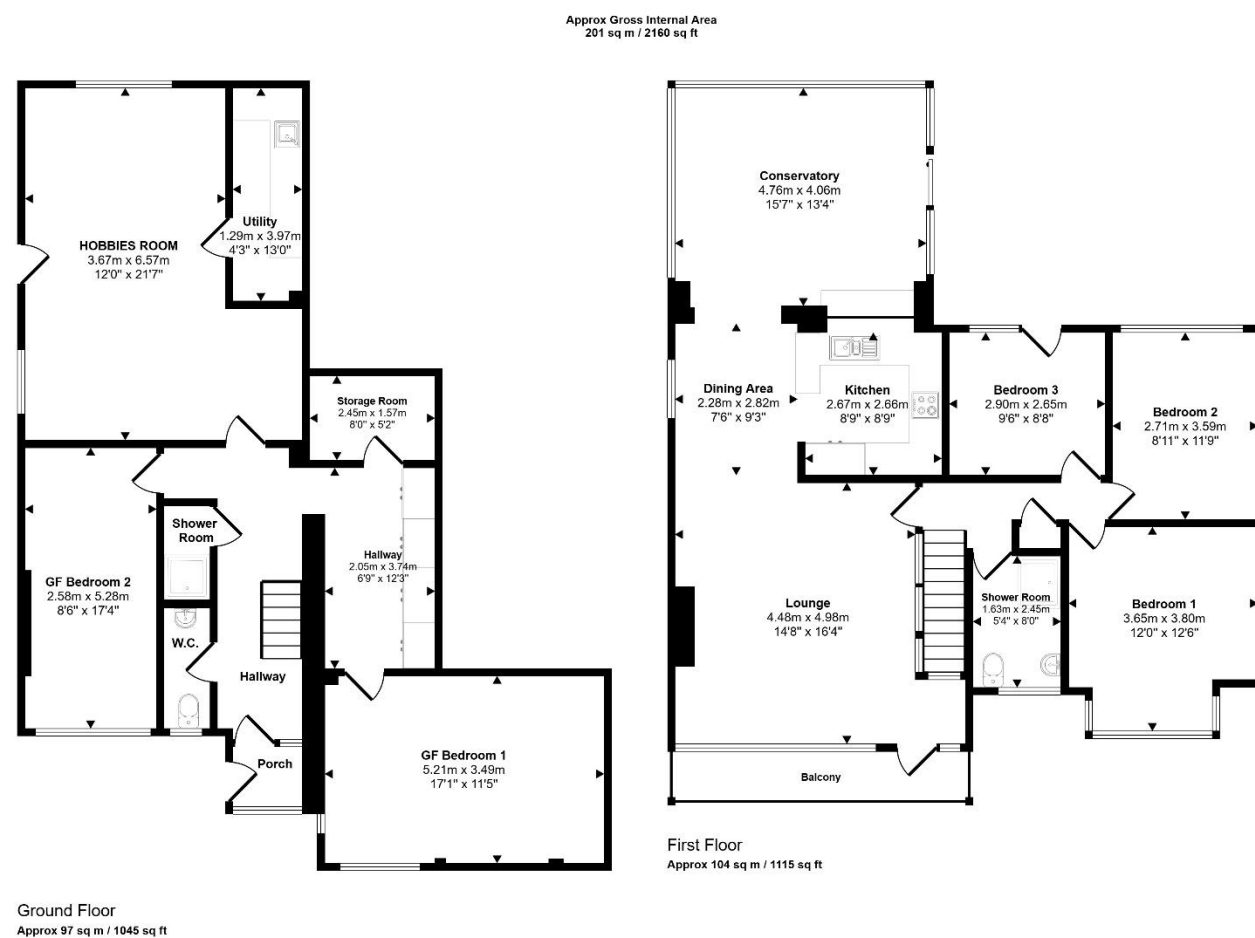 Approx Gross Internal Area
201 sq m / 2160 sq ft
HOBBIES ROOM
3.67m x 6.57m
12'0" x 21'7"
Utility
1.29m x 3.97m
4'3" x 13'0"
Storage Room
2.45m x 1.57m
8'0" x 5'2"
Shower
Room
GF Bedroom 2
2.58m x 5.28m
8'6" x 17'4"
Hallway
2.05m x 3.74m
6'9" x 12'3"
W.C.
Hallway
Porch
GF Bedroom 1
5.21m x 3.49m
17'1" x 11'5"
Ground Floor
Approx 97 sq m / 1045 sq ft
Conservatory
4.76m x 4.06m
15'7" x 13'4"
Dining Area
2.28m x 2.82m
7'6" x 9'3"
Kitchen
2.67m x 2.66m
8'9" x 8'9"
Bedroom 3
2.90m x 2.65m
9'6" x 8'8"
Bedroom 2
2.71m x 3.59m
8'11" x 11'9"
Lounge
4.48m x 4.98m
14'8" x 16'4"
Shower Room
1.63m x 2.45m
5'4" x 8'0"
Bedroom 1
3.65m x 3.80m
12'0" x 12'6"
Balcony
First Floor
Approx 104 sq m / 1115 sq ft